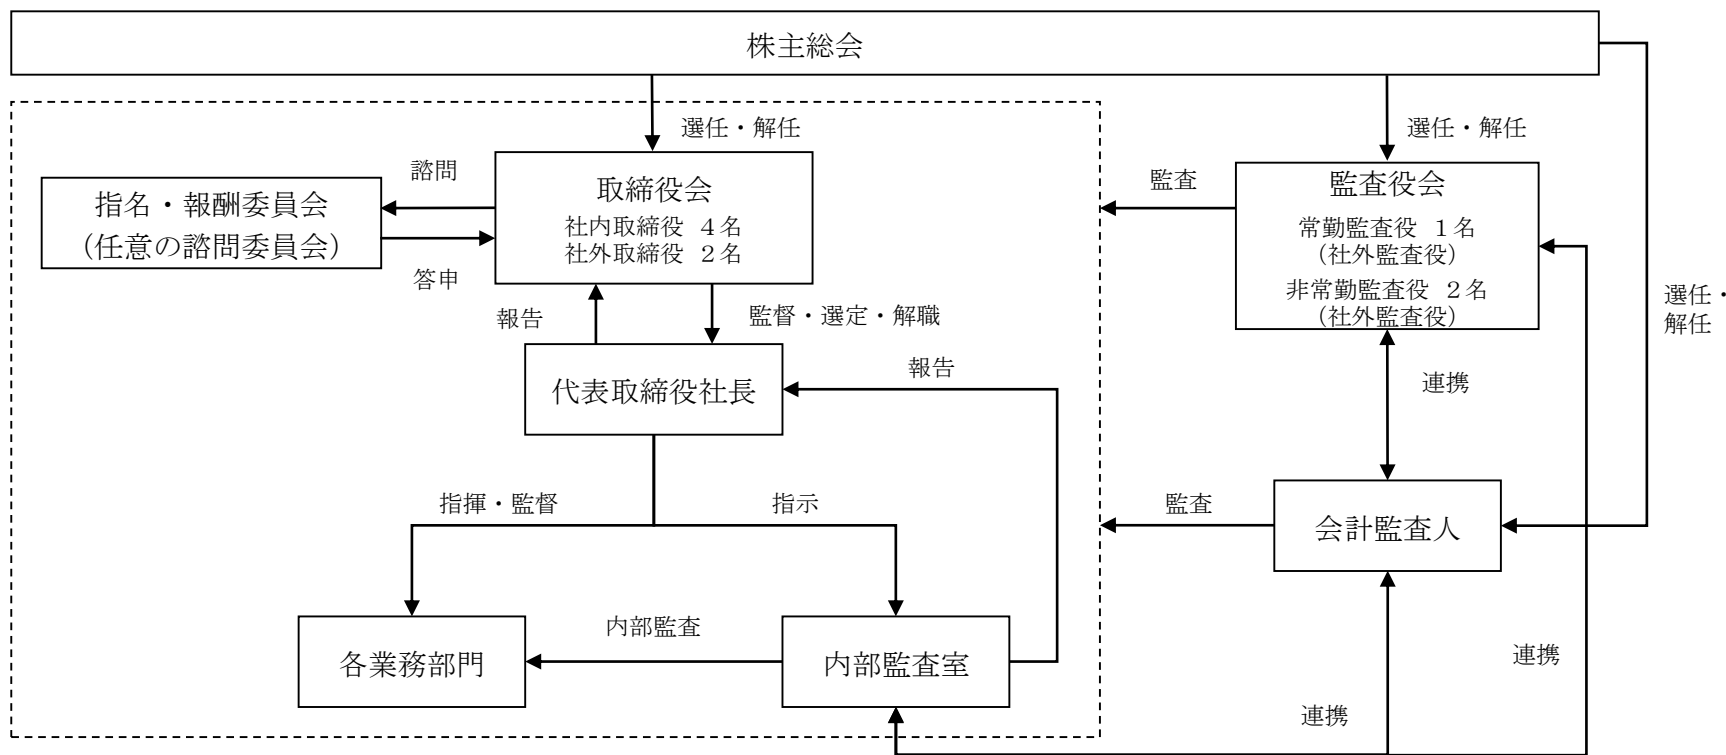 株主総会
選任・解任
選任・解任
諮問
指名・報酬委員会
（任意の諮問委員会）
答申
取締役会
社内取締役 ４名
社外取締役 ２名
監査
監査役会
常勤監査役 １名
（社外監査役）
非常勤監査役 ２名
（社外監査役）
選任・
解任
報告
監督・選定・解職
代表取締役社長
報告
連携
指揮・監督
指示
監査
会計監査人
各業務部門
内部監査
内部監査室
連携
連携